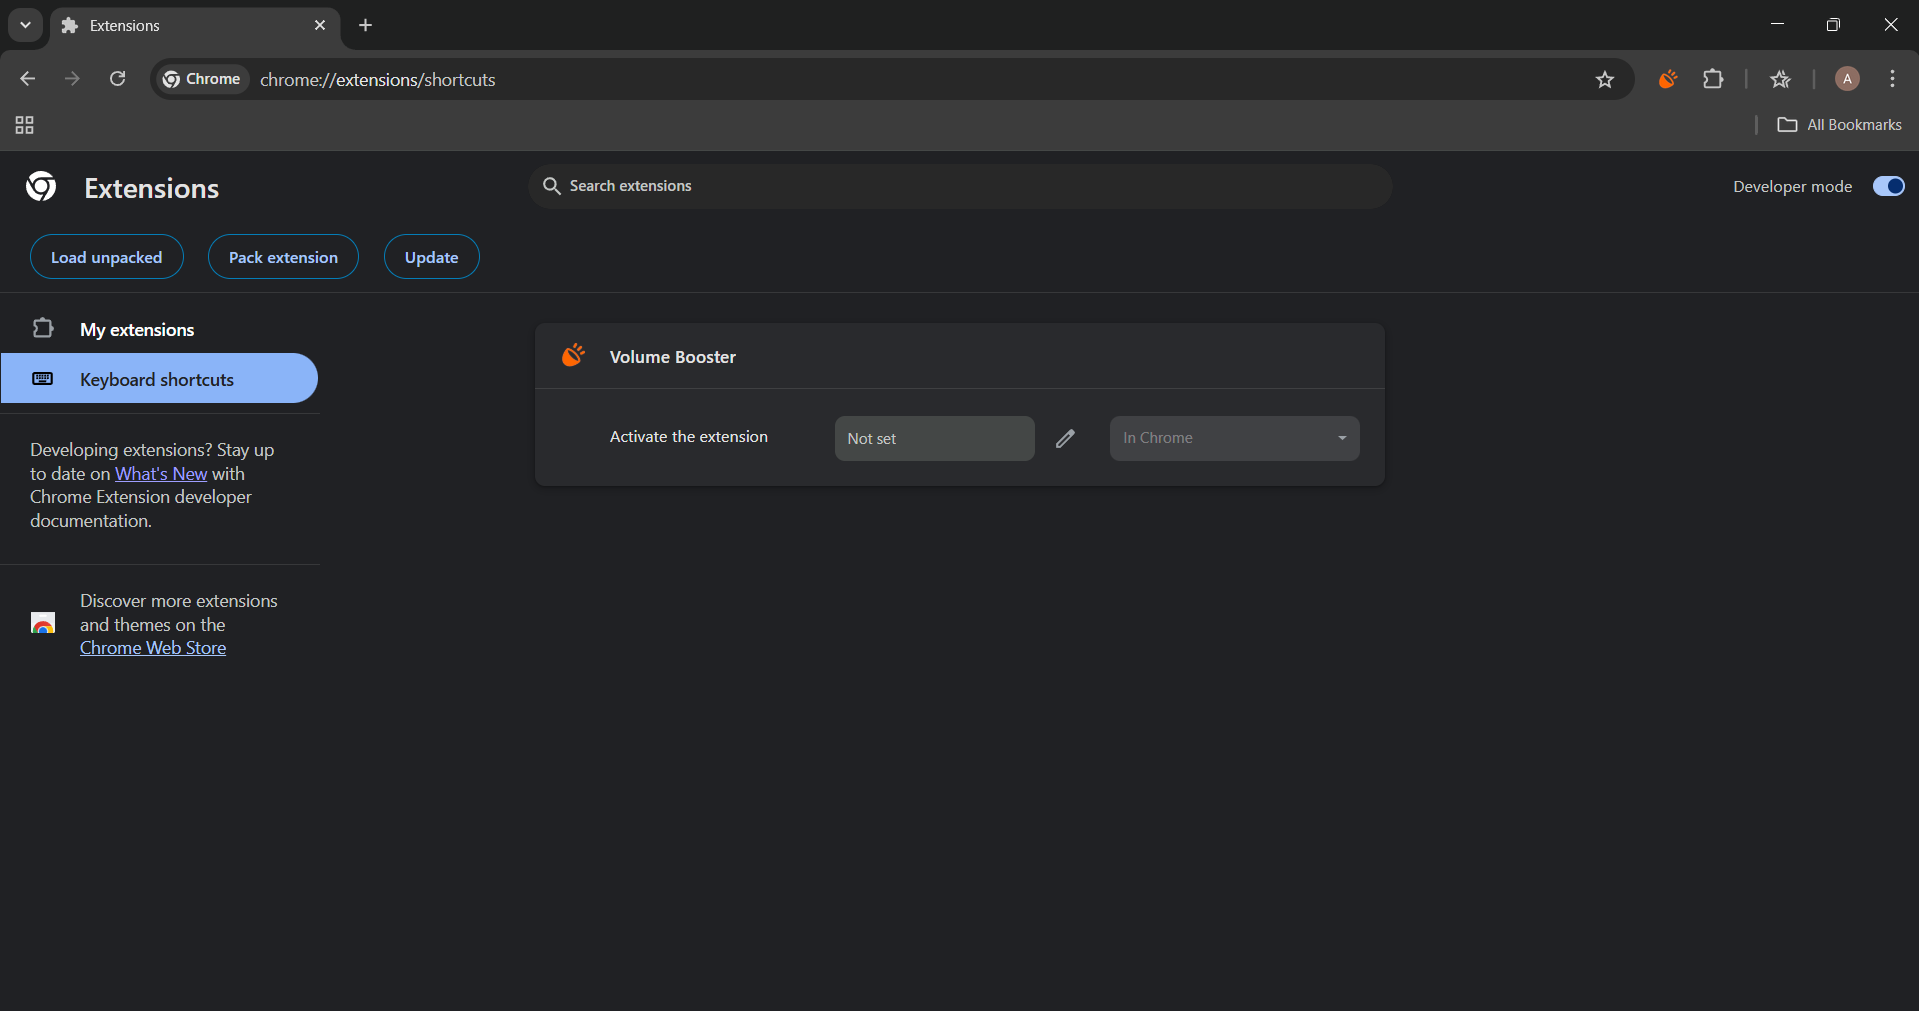 Extensions
Chrome
chrome://extensions/shortcuts
A
All Bookmarks
Extensions
Search extensions
Developer mode
Load unpacked
Pack extension
Update
My extensions
Keyboard shortcuts
Developing extensions? Stay up
to date on What's New with
Chrome Extension developer
documentation.
Discover more extensions
and themes on the
Chrome Web Store
Volume Booster
Activate the extension
Not set
In Chrome